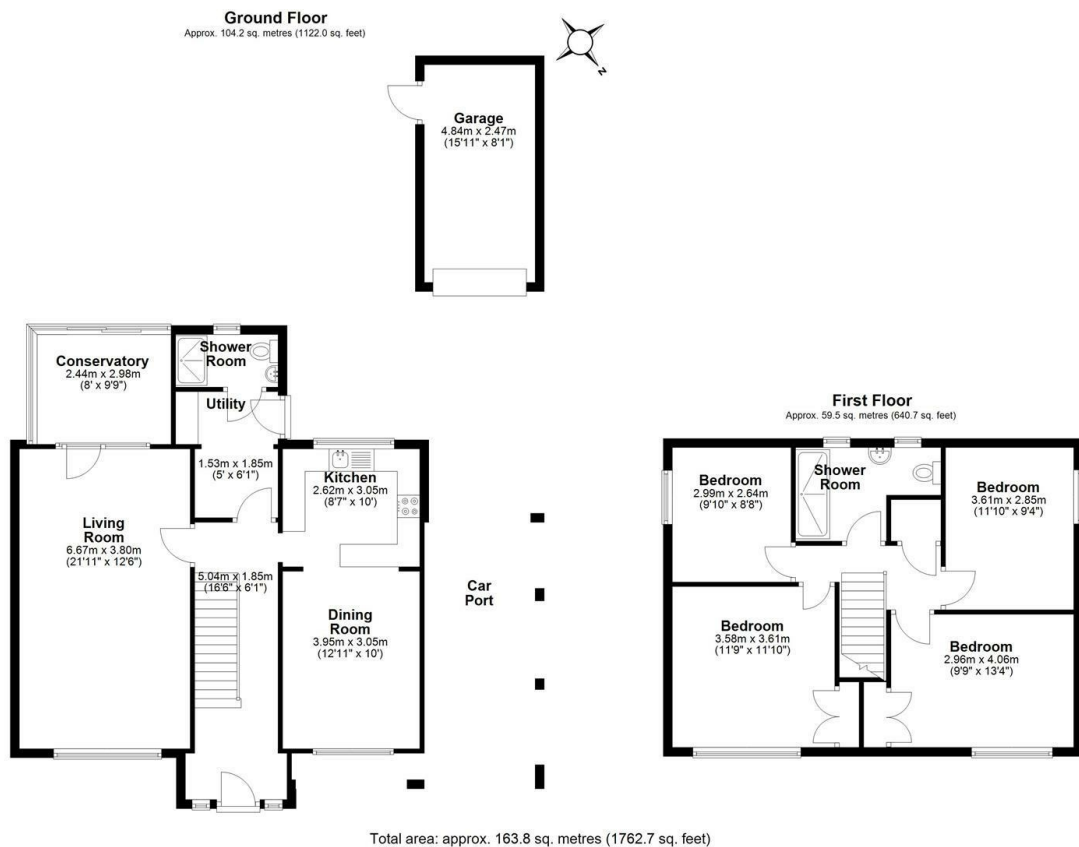 Ground Floor
Approx. 104.2 sq. metres (1122.0 sq. feet)
N
Garage
4.84m x 2.47m
(15'11" x 8'1")
Conservatory
2.44m x 2.98m
(8' x 9'9")
Shower
Room
Utility
1.53m x 1.85m
(5' x 6'1")
Kitchen
2.62m x 3.05m
(8'7" x 10')
Living
Room
6.67m x 3.80m
(21'11" x 12'6")
5.04m x 1.85m
(16'6" x 6'1")
Dining
Room
3.95m x 3.05m
(12'11" x 10')
Car
Port
First Floor
Approx. 59.5 sq. metres (640.7 sq. feet)
Bedroom
2.99m x 2.64m
(9'10" x 8'8")
Shower
Room
Bedroom
3.61m x 2.85m
(11'10" x 9'4")
Bedroom
3.58m x 3.61m
(11'9" x 11'10")
Bedroom
2.96m x 4.06m
(9'9" x 13'4")
Total area: approx. 163.8 sq. metres (1762.7 sq. feet)